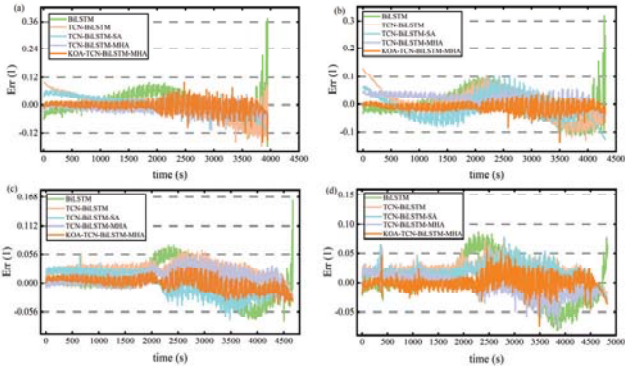 (a)
BiLSTM
TCN-BiLSTM
TCN-BiLSTM-SA
TCN-BiLSTM-MHA
KOA-TCN-BiLSTM-MHA
Err (1)
0.36
0.24
0.12
0.00
-0.12
0 500 1000 1500 2000 2500 3000 3500 4000 4500
time (s)
(b)
BiLSTM
TCN-BiLSTM
TCN-BiLSTM-SA
TCN-BiLSTM-MHA
KOA-TCN-BiLSTM-MHA
Err (1)
0.3
0.2
0.1
0.0
-0.1
0 500 1000 1500 2000 2500 3000 3500 4000 4500
time (s)
(c)
BiLSTM
TCN-BiLSTM
TCN-BiLSTM-SA
TCN-BiLSTM-MHA
KOA-TCN-BiLSTM-MHA
Err (1)
0.168
0.112
0.056
0.000
-0.056
0 500 1000 1500 2000 2500 3000 3500 4000 4500
time (s)
(d)
BiLSTM
TCN-BiLSTM
TCN-BiLSTM-SA
TCN-BiLSTM-MHA
KOA-TCN-BiLSTM-MHA
Err (1)
0.15
0.10
0.05
0.00
-0.05
0 500 1000 1500 2000 2500 3000 3500 4000 4500 5000
time (s)